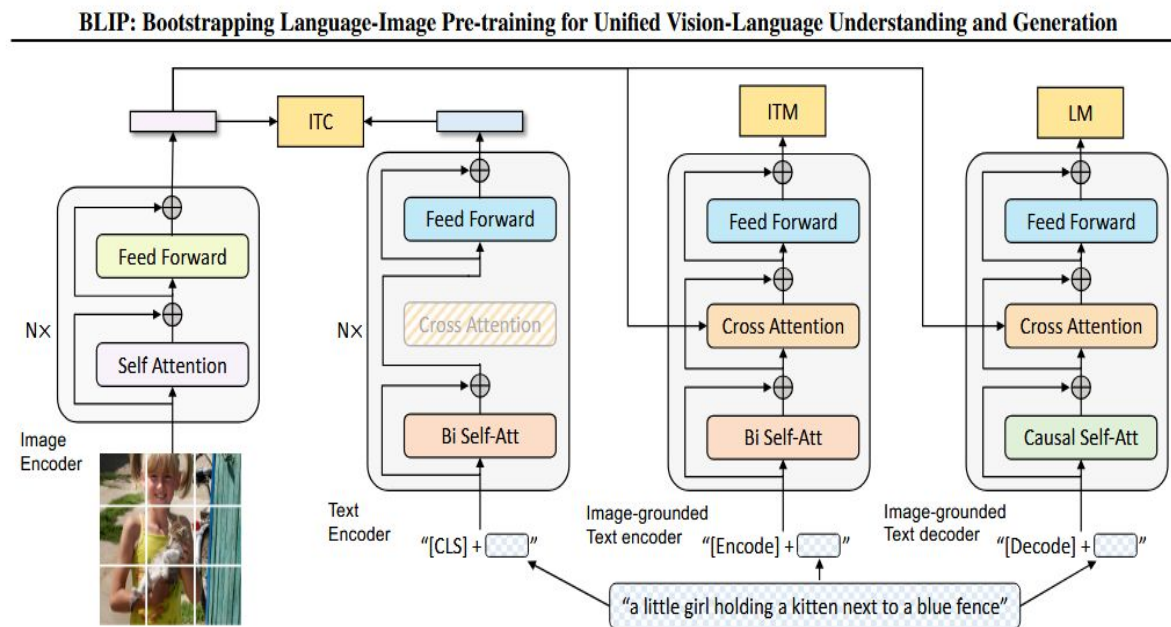 BLIP: Bootstrapping Language-Image Pre-training for Unified Vision-Language Understanding and Generation
ITC
ITM
LM
N×
Feed Forward
Self Attention
Image
Encoder
N×
Feed Forward
Cross Attention
Bi Self-Att
Text
Encoder
"[CLS] + "
Feed Forward
Cross Attention
Bi Self-Att
Image-grounded
Text encoder
"[Encode] + "
Feed Forward
Cross Attention
Causal Self-Att
Image-grounded
Text decoder
"[Decode] + "
"a little girl holding a kitten next to a blue fence"